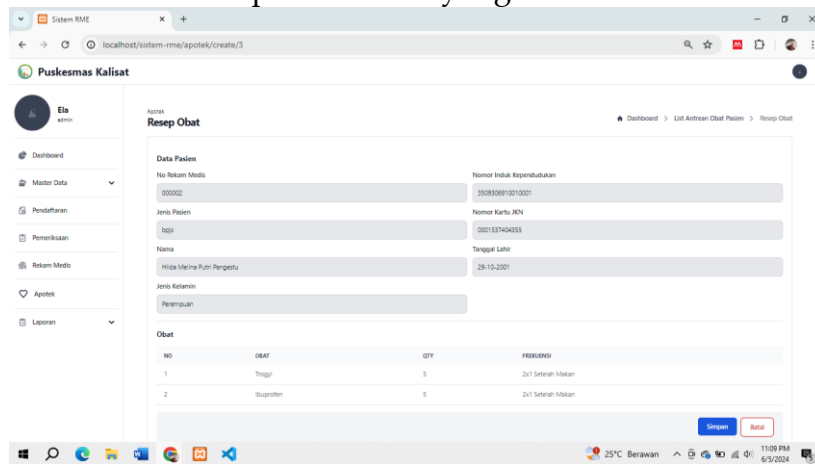 Sistem RME
localhost/sistem-rme/apotek/create/3
Puskesmas Kalisat
Ela
admin
Dashboard
Master Data
Pendaftaran
Pemeriksaan
Rekam Medis
Apotek
Laporan
Apotek
Resep Obat
Dashboard > List Antrean Obat Pasien > Resep Obat
Data Pasien
No Rekam Medis
000002
Nomor Induk Kependudukan
3509306910010001
Jenis Pasien
bpjs
Nomor Kartu JKN
0001537404355
Nama
Hilda Melina Putri Pangestu
Tanggal Lahir
29-10-2001
Jenis Kelamin
Perempuan
Obat
NO OBAT QTY FREKUENSI
1 Trogyl 5 2x1 Setelah Makan
2 Ibuprofen 5 2x1 Setelah Makan
Simpan Batal
25°C Berawan
11:09 PM
6/5/2024